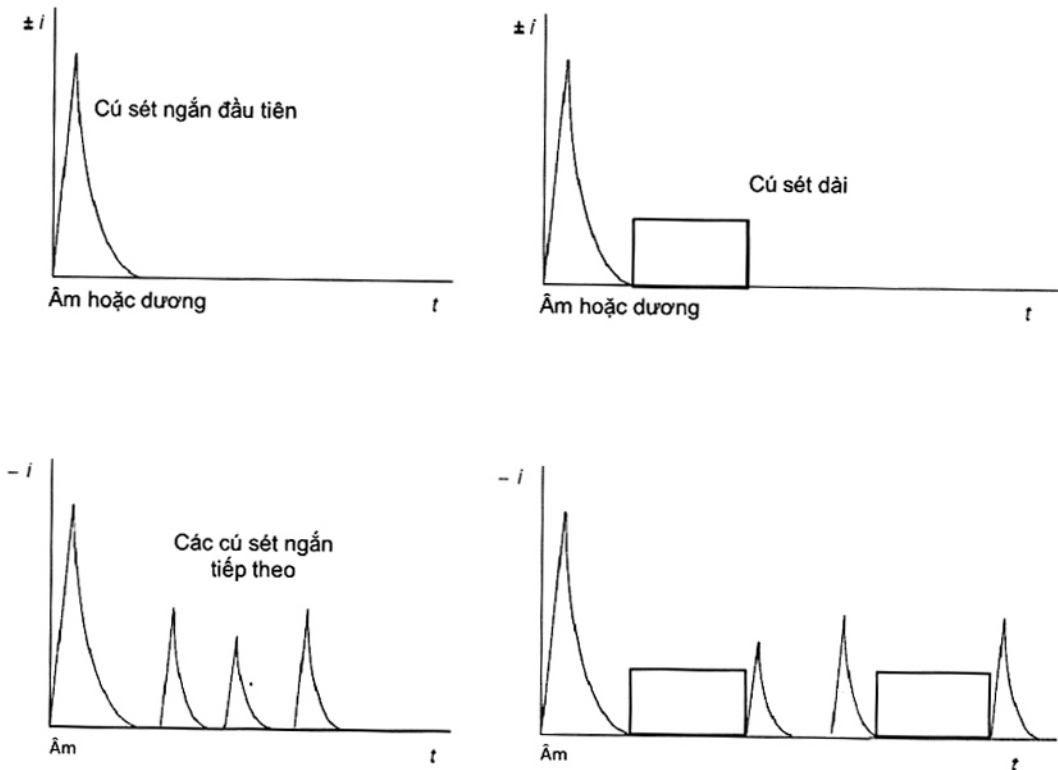 ± i
Cú sét ngắn đầu tiên
Âm hoặc dương
t
± i
Cú sét dài
Âm hoặc dương
t
– i
Các cú sét ngắn
tiếp theo
Âm
t
– i
Âm
t